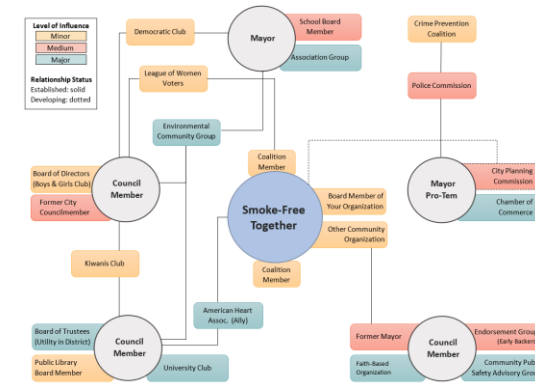 Level of Influence
Minor
Medium
Major
Relationship Status
Established: solid
Developing: dotted
Democratic Club
Mayor
School Board
Member
Association Group
Crime Prevention
Coalition
League of Women
Voters
Police Commission
Environmental
Community Group
Coalition
Member
Board of Directors
(Boys & Girls Club)
Former City
Councilmember
Council
Member
Smoke-Free
Together
Board Member of
Your Organization
Other Community
Organization
Mayor
Pro-Tem
City Planning
Commission
Chamber of
Commerce
Kiwanis Club
Coalition
Member
American Heart
Assoc. (Ally)
Board of Trustees
(Utility in District)
Public Library
Board Member
Council
Member
University Club
Former Mayor
Faith-Based
Organization
Council
Member
Endorsement Group
(Early Backers
Community Pub
Safety Advisory Grou